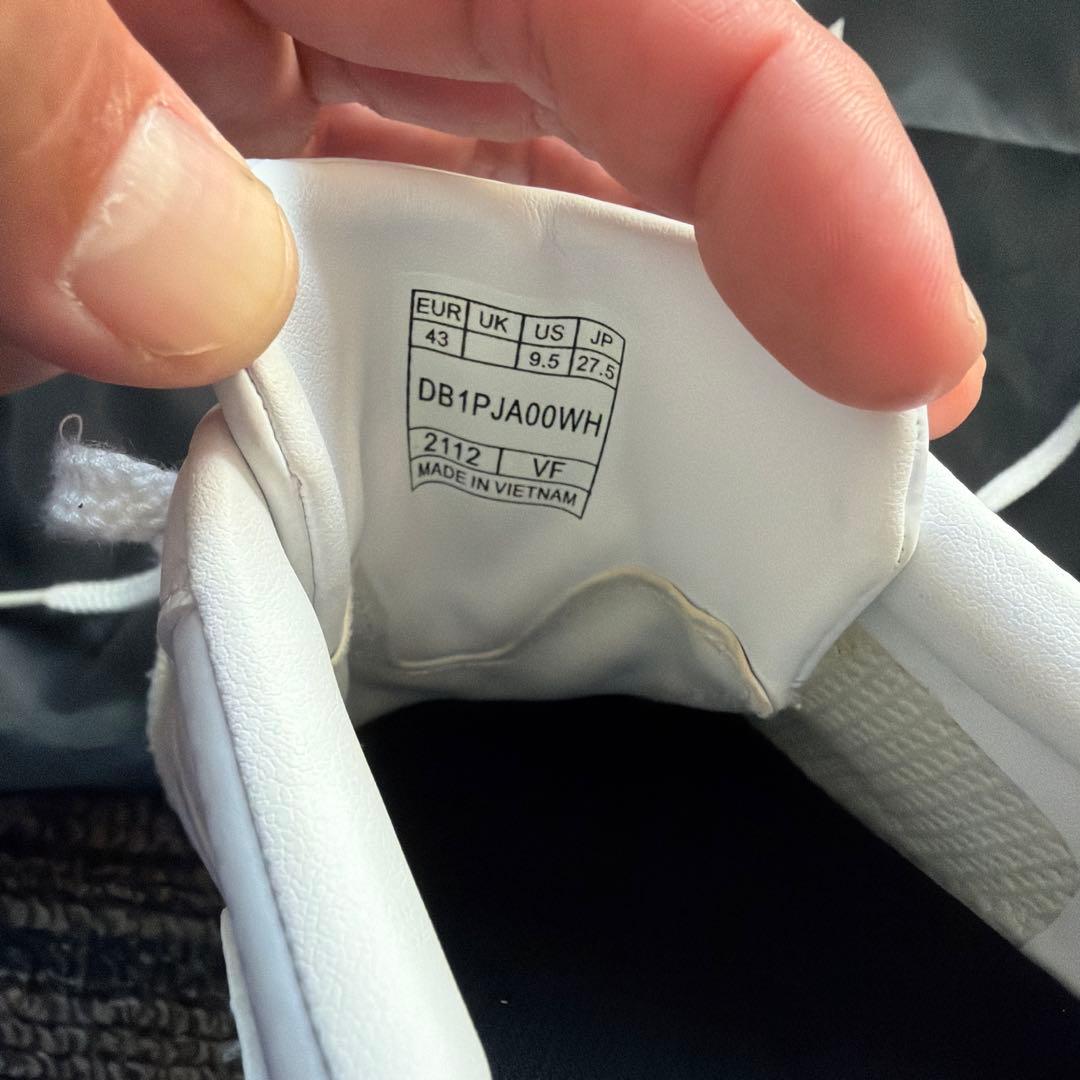 EUR UK US JP
43 9.5 27.5
DB1PJA00WH
2112 VF
MADE IN VIETNAM